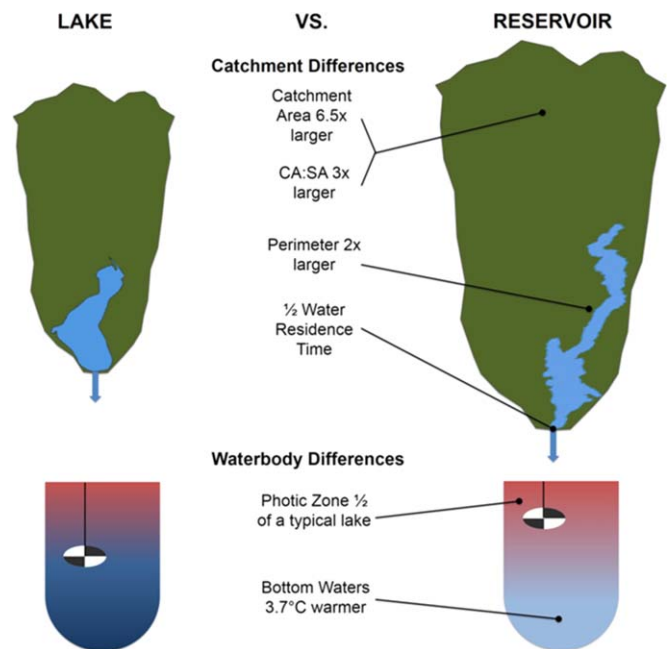 LAKE VS. RESERVOIR
Catchment Differences
Catchment
Area 6.5x
larger
CA:SA 3x
larger
Perimeter 2x
larger
½ Water
Residence
Time
Waterbody Differences
Photic Zone ½
of a typical lake
Bottom Waters
3.7°C warmer